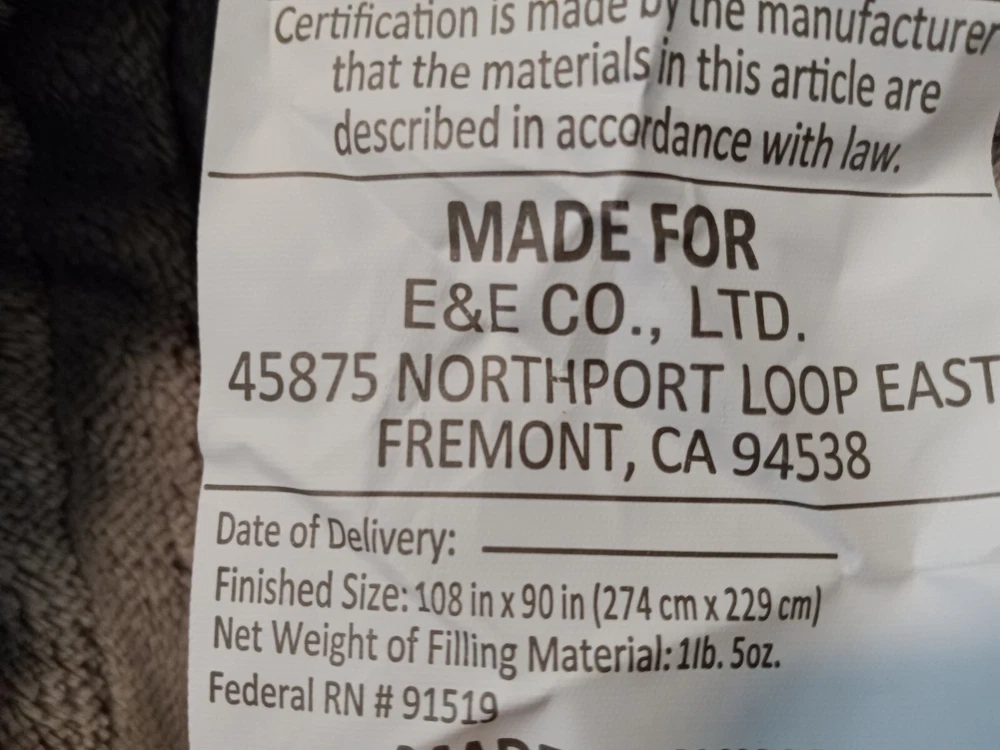 Certification is made by the manufacturer
that the materials in this article are
described in accordance with law.
MADE FOR
E&E CO., LTD.
45875 NORTHPORT LOOP EAST
FREMONT, CA 94538
Date of Delivery:
Finished Size: 108 in x 90 in (274 cm x 229 cm)
Net Weight of Filling Material: 1lb. 5oz.
Federal RN # 91519